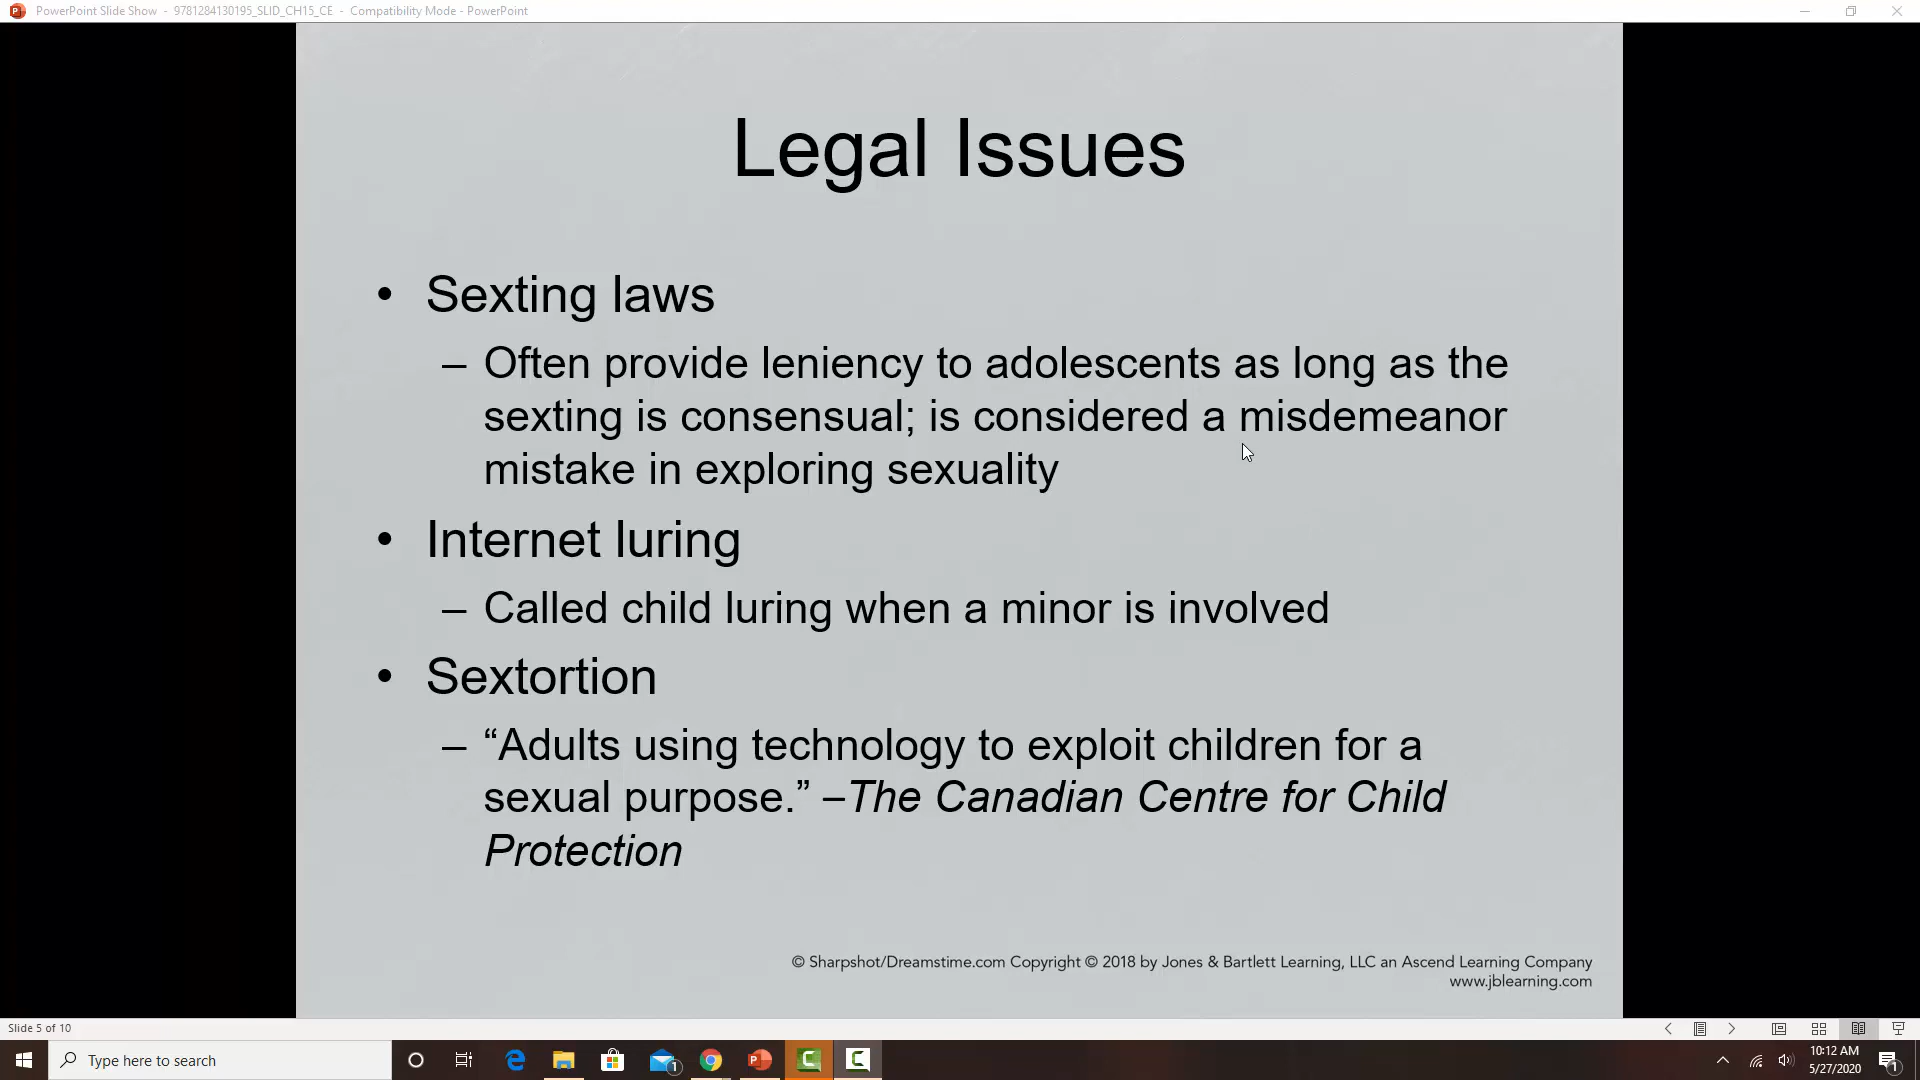 PowerPoint Slide Show - 9781284130195_SLID_CH15_CE - Compatibility Mode - PowerPoint
Legal Issues
• Sexting laws
– Often provide leniency to adolescents as long as the
sexting is consensual; is considered a misdemeanor
mistake in exploring sexuality
• Internet luring
– Called child luring when a minor is involved
• Sextortion
– “Adults using technology to exploit children for a
sexual purpose.” –The Canadian Centre for Child
Protection
© Sharpshot/Dreamstime.com Copyright © 2018 by Jones & Bartlett Learning, LLC an Ascend Learning Company
www.jblearning.com
Slide 5 of 10
Type here to search
1
10:12 AM
5/27/2020
1